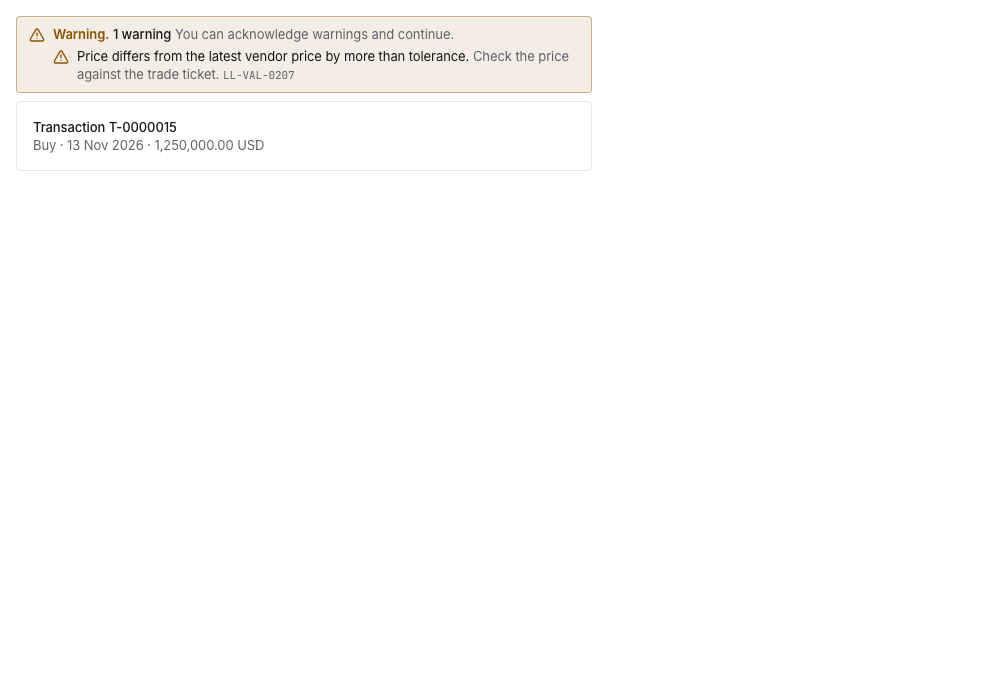 Warning. 1 warning You can acknowledge warnings and continue.
Price differs from the latest vendor price by more than tolerance. Check the price
against the trade ticket. LL-VAL-0207
Transaction T-0000015
Buy · 13 Nov 2026 · 1,250,000.00 USD